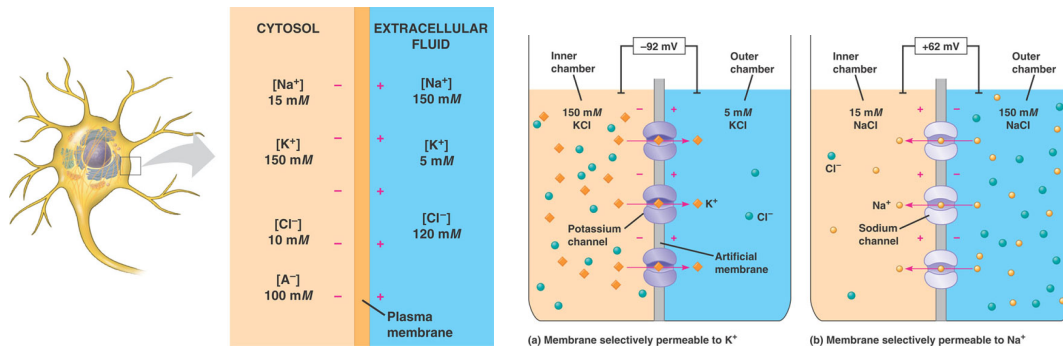 CYTOSOL
EXTRACELLULAR
FLUID
[Na⁺]
15 mM
−
+
[Na⁺]
150 mM
[K⁺]
150 mM
−
+
[K⁺]
5 mM
−
+
[Cl⁻]
10 mM
−
+
[Cl⁻]
120 mM
[A⁻]
100 mM
−
+
Plasma
membrane
−92 mV
Inner
chamber
Outer
chamber
150 mM
KCl
5 mM
KCl
−
+
−
+
−
+
K⁺
Cl⁻
Potassium
channel
Artificial
membrane
(a) Membrane selectively permeable to K⁺
+62 mV
Inner
chamber
Outer
chamber
15 mM
NaCl
150 mM
NaCl
+
−
+
−
+
−
Cl⁻
Na⁺
Sodium
channel
(b) Membrane selectively permeable to Na⁺